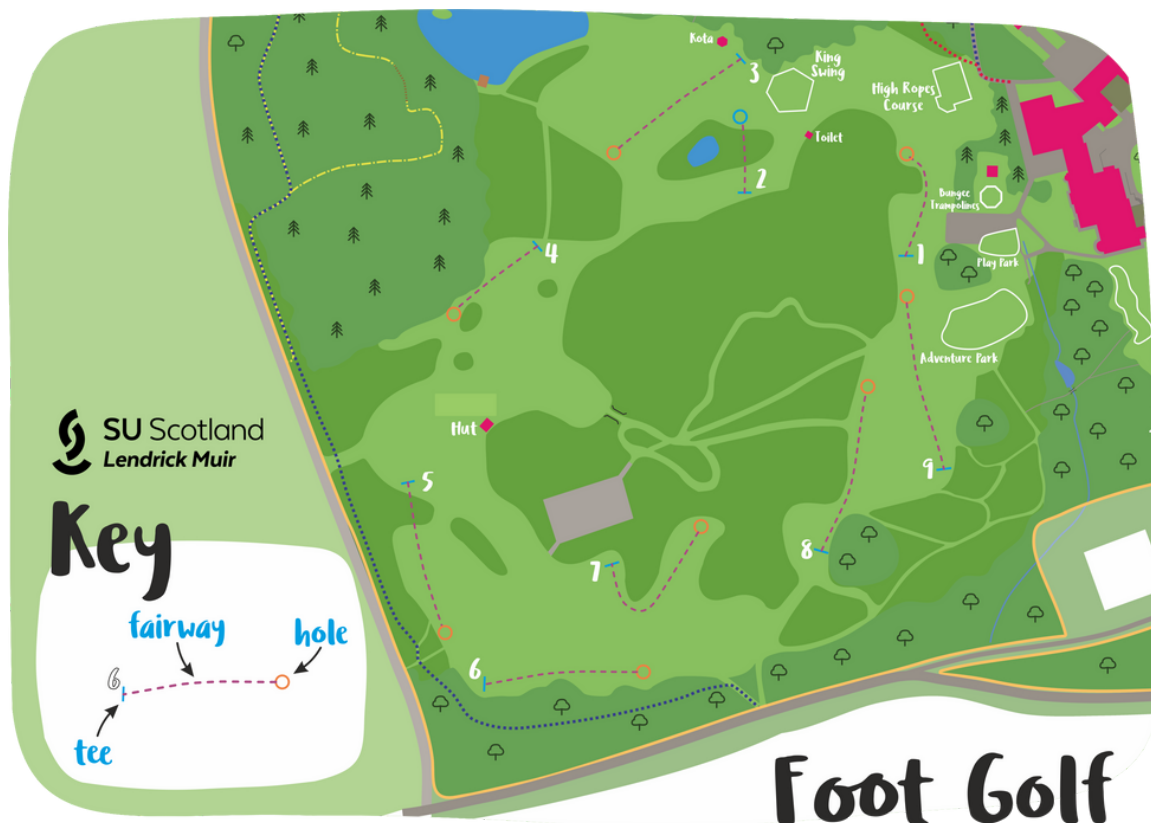 Rota
3
King
Swing
High Ropes
Course
Toilet
2
Bungee
Trampolines
1
Play Park
4
Adventure Park
SU Scotland
Lendrick Muir
Hut
9
5
Key
8
7
fairway
hole
6
6
tee
Foot Golf